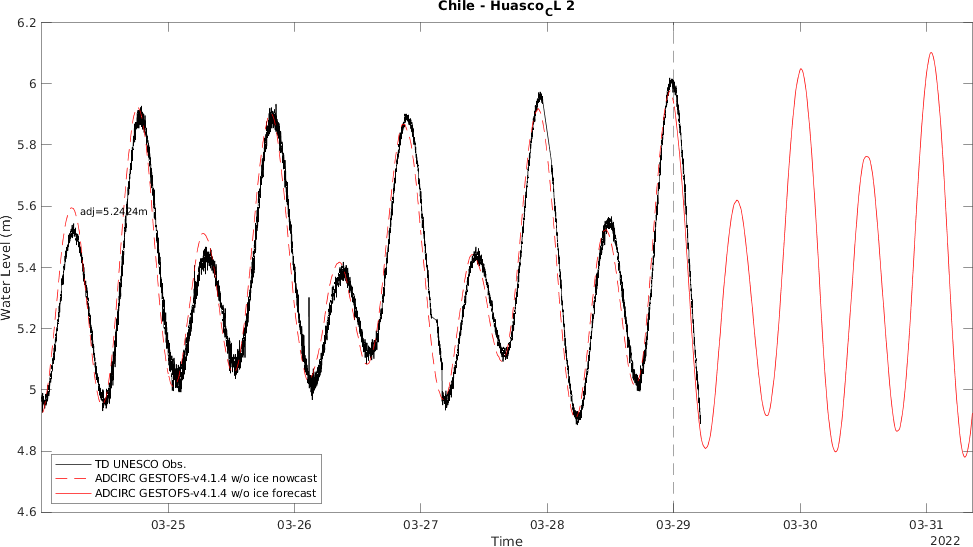 Chile - Huasco_CL 2
6.2
6
5.8
5.6
5.4
5.2
5
4.8
4.6
Water Level (m)
adj=5.2424m
TD UNESCO Obs.
ADCIRC GESTOFS-v4.1.4 w/o ice nowcast
ADCIRC GESTOFS-v4.1.4 w/o ice forecast
03-25 03-26 03-27 03-28 03-29 03-30 03-31
Time 2022